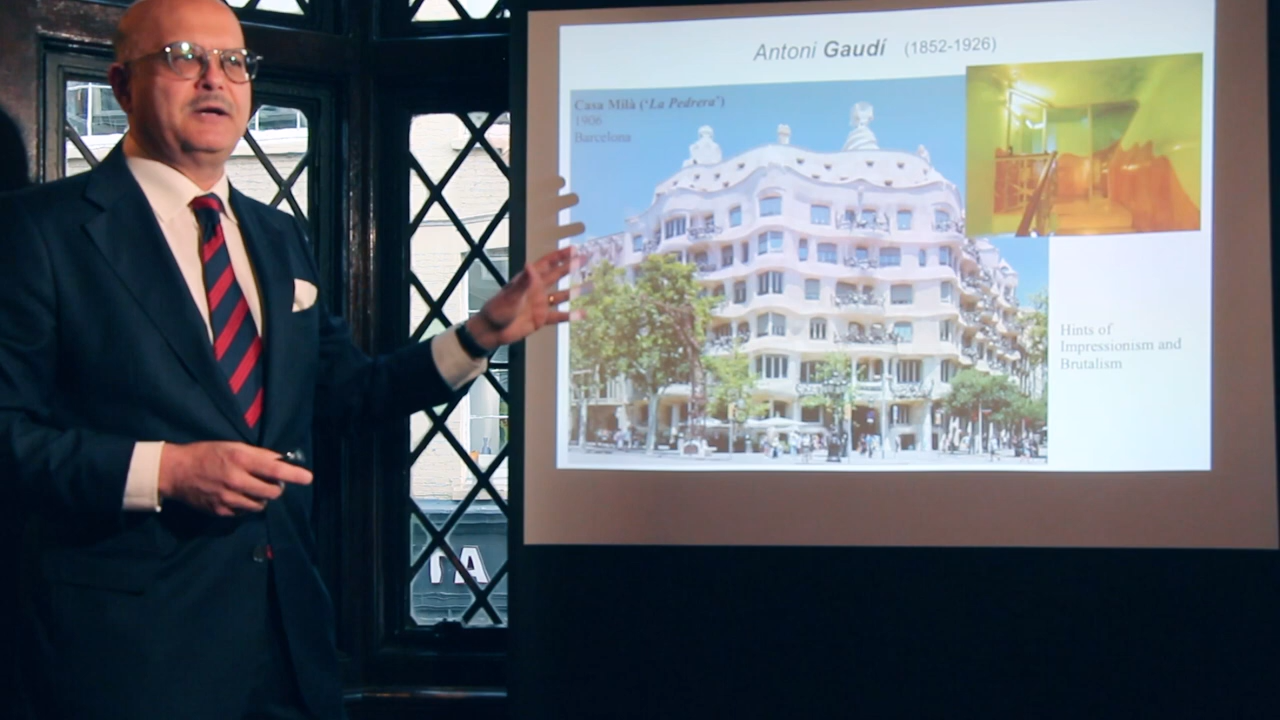 Antoni Gaudí (1852-1926)
Casa Milà (‘La Pedrera’)
1906
Barcelona
Hints of
Impressionism and
Brutalism